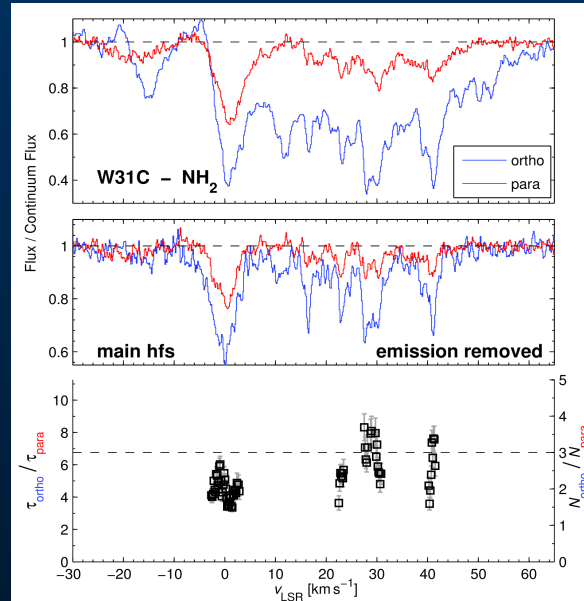 1
0.8
0.6
0.4
W31C – NH2
ortho
para
Flux / Continuum Flux
1
0.8
0.6
main hfs
emission removed
10
8
6
4
2
0
τortho / τpara
5
4
3
2
1
0
Northo / Npara
-30 -20 -10 0 10 20 30 40 50 60
vLSR [km s-1]